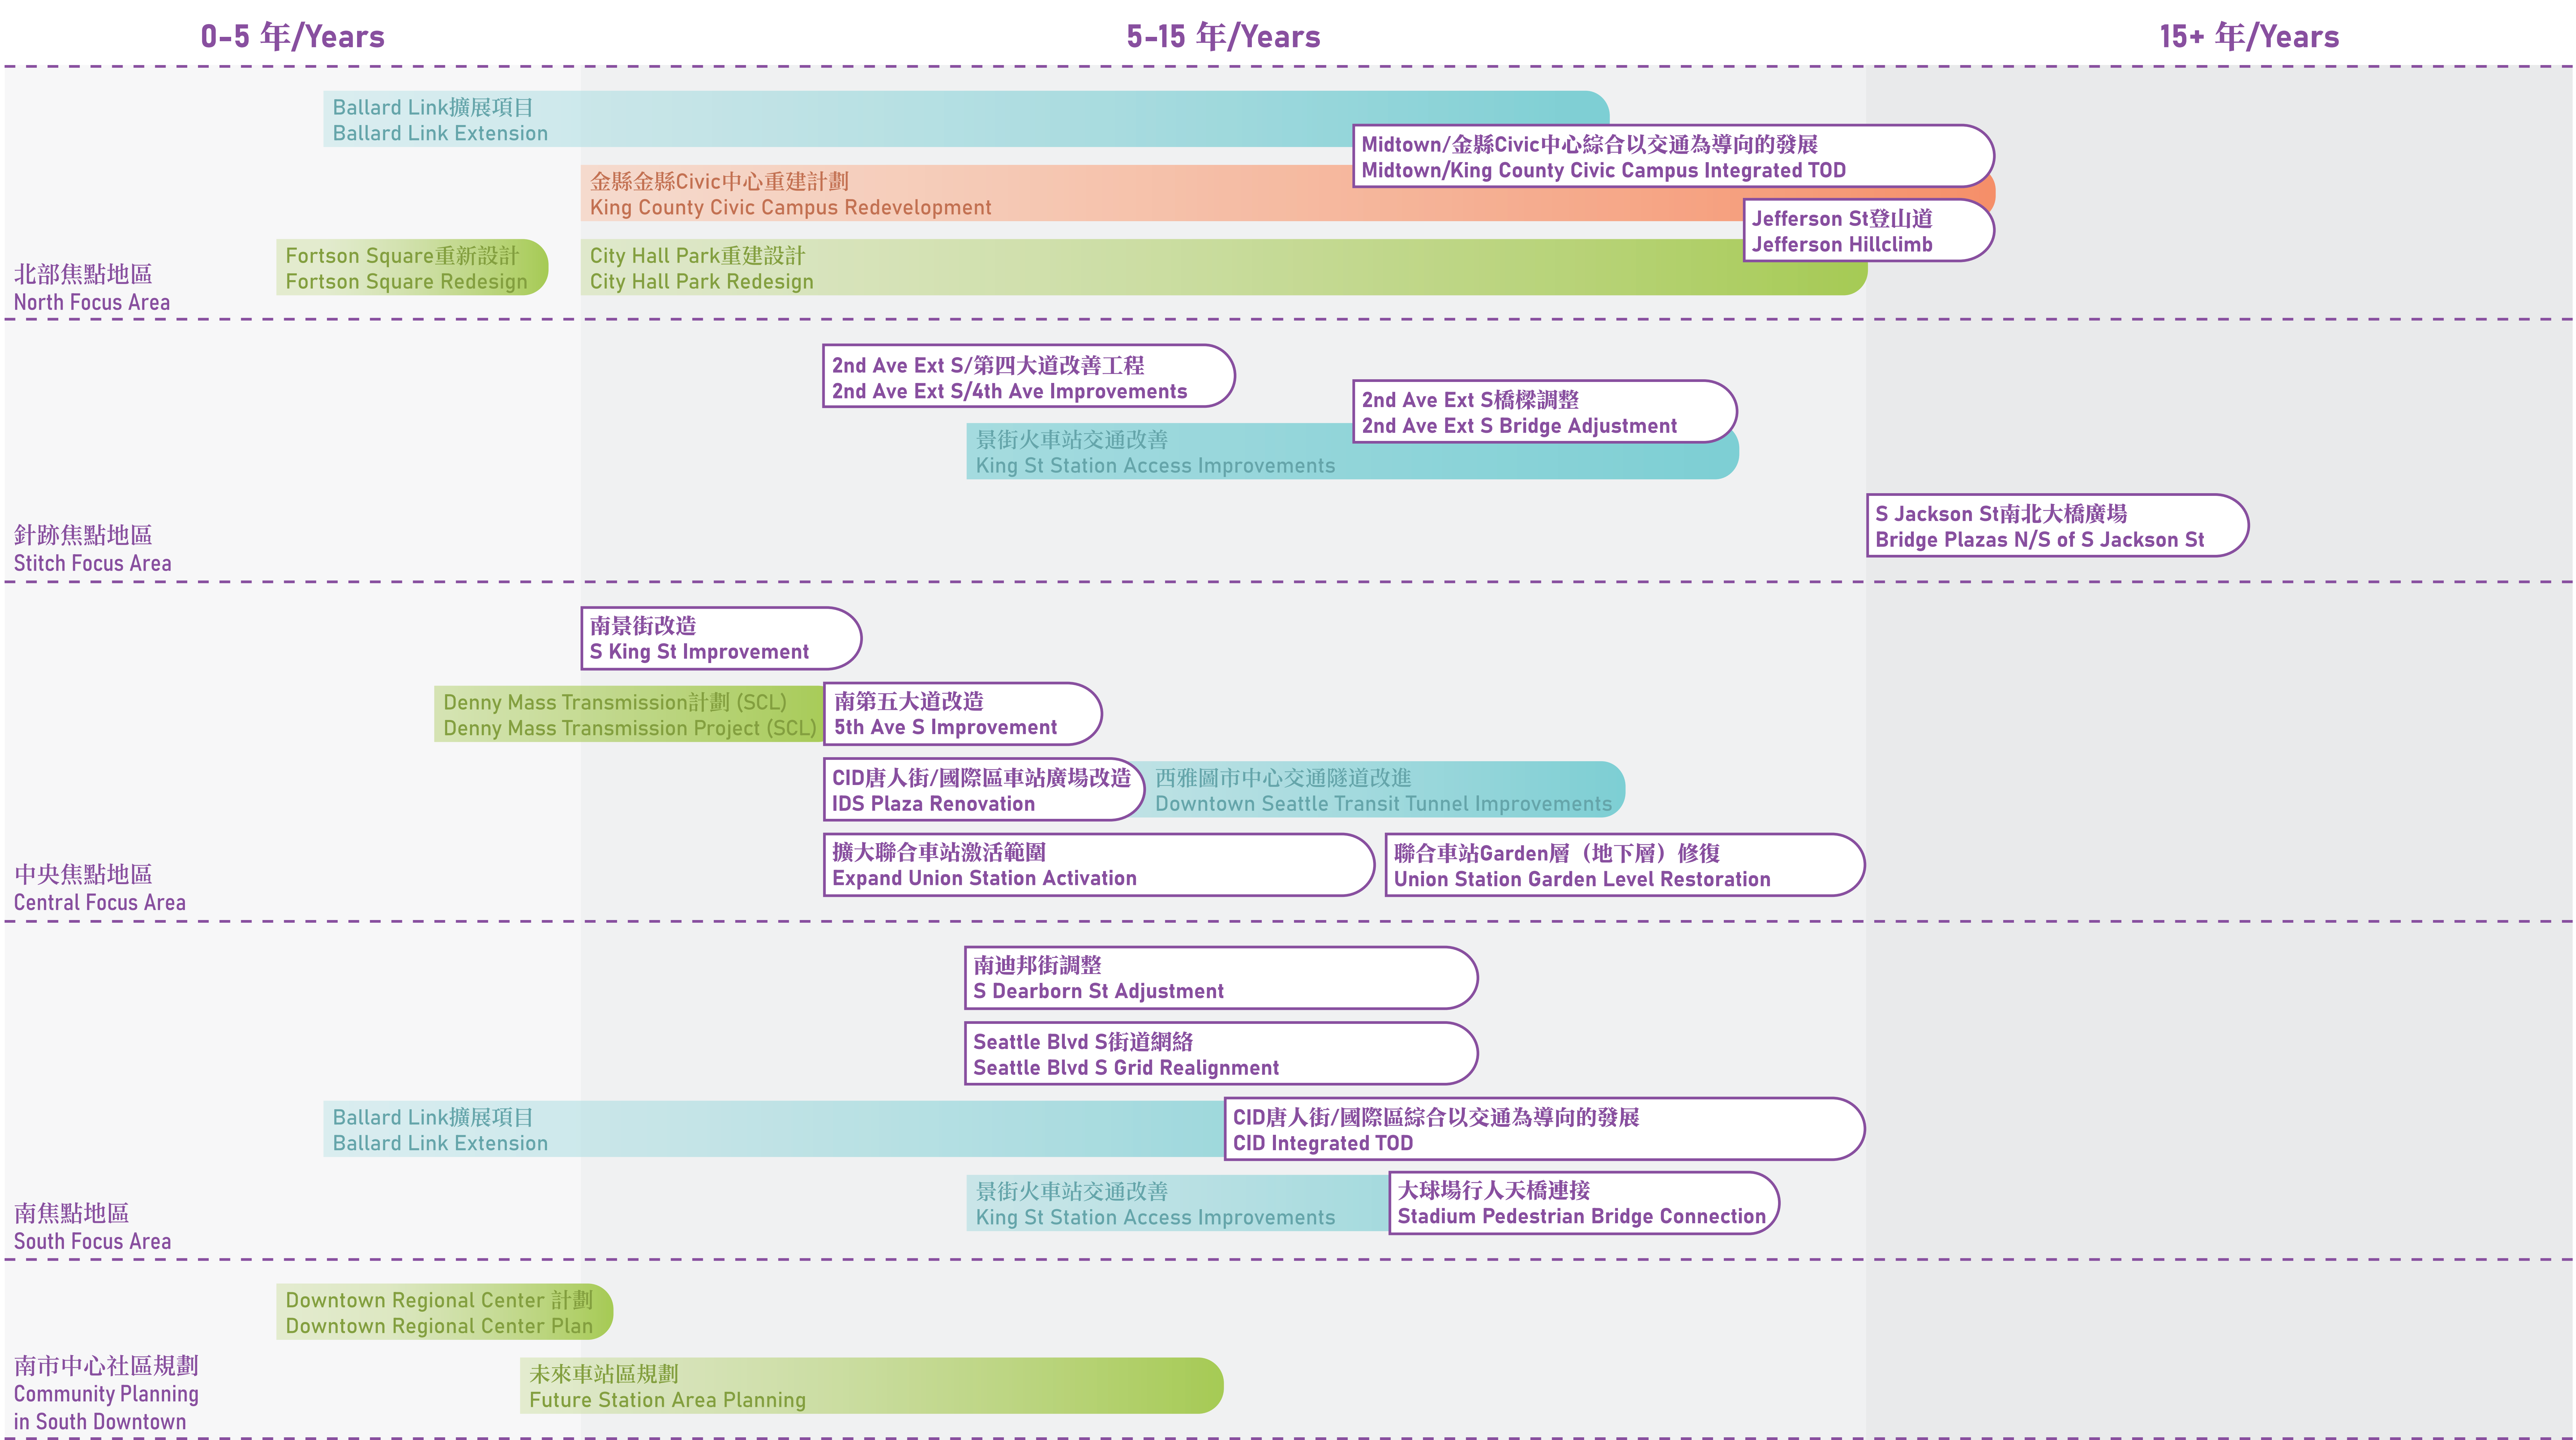 0-5 年/Years
5-15 年/Years
15+ 年/Years
Ballard Link擴展項目
Ballard Link Extension
Midtown/金縣Civic中心綜合以交通為導向的發展
Midtown/King County Civic Campus Integrated TOD
金縣金縣Civic中心重建計劃
King County Civic Campus Redevelopment
Jefferson St登山道
Jefferson Hillclimb
Fortson Square重新設計
Fortson Square Redesign
City Hall Park重建設計
City Hall Park Redesign
北部焦點地區
North Focus Area
2nd Ave Ext S/第四大道改善工程
2nd Ave Ext S/4th Ave Improvements
2nd Ave Ext S橋樑調整
2nd Ave Ext S Bridge Adjustment
景街火車站交通改善
King St Station Access Improvements
S Jackson St南北大橋廣場
Bridge Plazas N/S of S Jackson St
針跡焦點地區
Stitch Focus Area
南景街改造
S King St Improvement
Denny Mass Transmission計劃 (SCL)
Denny Mass Transmission Project (SCL)
南第五大道改造
5th Ave S Improvement
CID唐人街/國際區車站廣場改造
IDS Plaza Renovation
西雅圖市中心交通隧道改進
Downtown Seattle Transit Tunnel Improvements
擴大聯合車站激活範圍
Expand Union Station Activation
聯合車站Garden層（地下層）修復
Union Station Garden Level Restoration
中央焦點地區
Central Focus Area
南迪邦街調整
S Dearborn St Adjustment
Seattle Blvd S街道網絡
Seattle Blvd S Grid Realignment
Ballard Link擴展項目
Ballard Link Extension
CID唐人街/國際區綜合以交通為導向的發展
CID Integrated TOD
景街火車站交通改善
King St Station Access Improvements
大球場行人天橋連接
Stadium Pedestrian Bridge Connection
南焦點地區
South Focus Area
Downtown Regional Center 計劃
Downtown Regional Center Plan
未來車站區規劃
Future Station Area Planning
南市中心社區規劃
Community Planning
in South Downtown